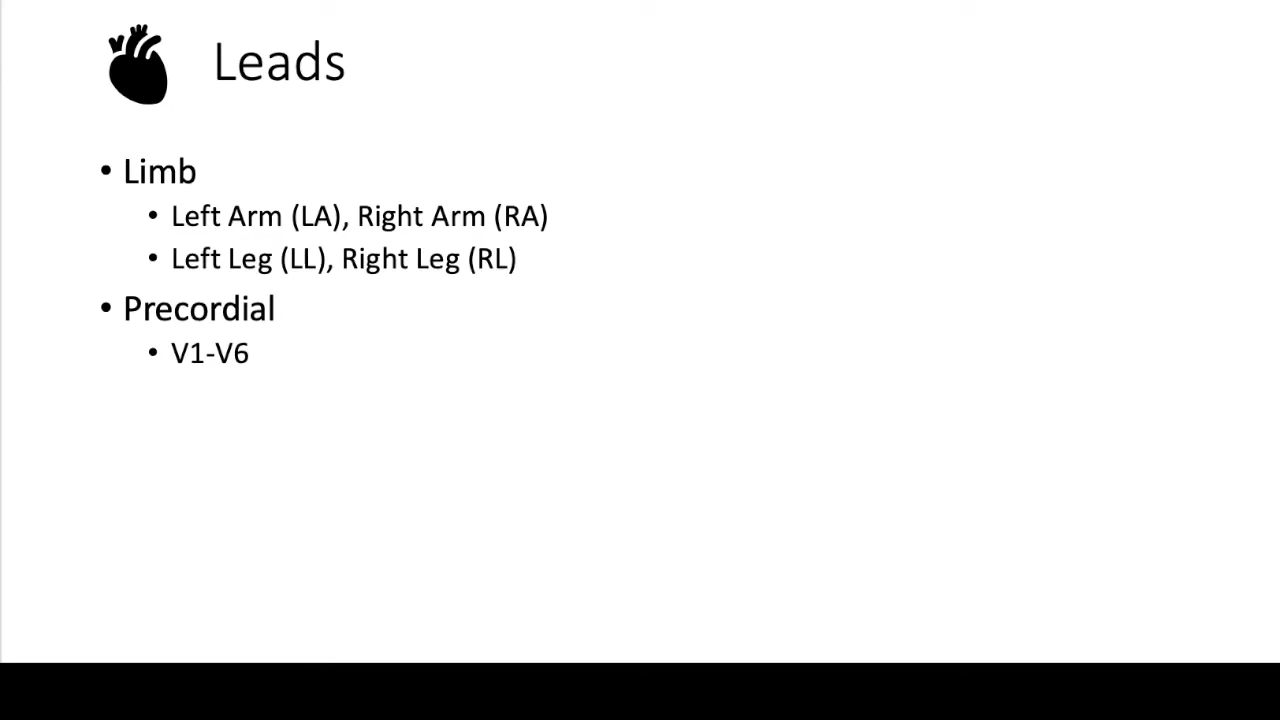 Leads
• Limb
• Left Arm (LA), Right Arm (RA)
• Left Leg (LL), Right Leg (RL)
• Precordial
• V1-V6